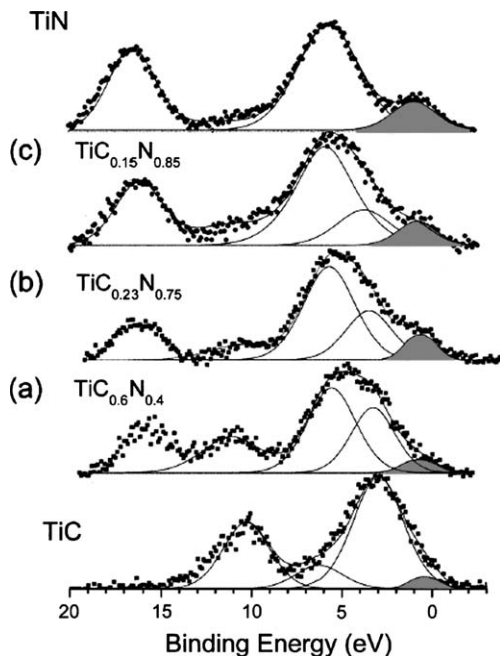 TiN
(c) TiC0.15N0.85
(b) TiC0.23N0.75
(a) TiC0.6N0.4
TiC
20 15 10 5 0
Binding Energy (eV)